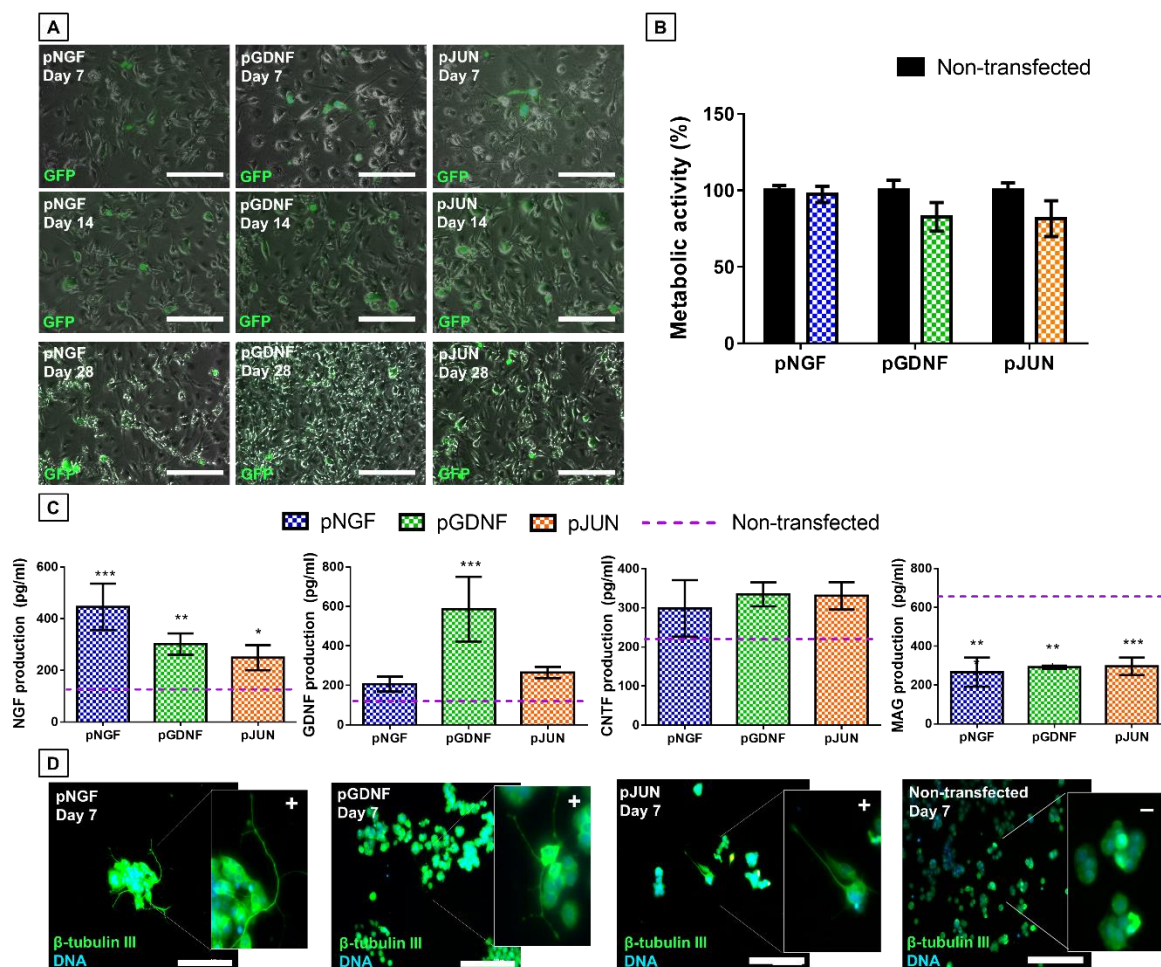 A
pNGF
Day 7
GFP
pGDNF
Day 7
GFP
pJUN
Day 7
GFP
pNGF
Day 14
GFP
pGDNF
Day 14
GFP
pJUN
Day 14
GFP
pNGF
Day 28
GFP
pGDNF
Day 28
GFP
pJUN
Day 28
GFP
B
Non-transfected
Metabolic activity (%)
150
100
50
0
pNGF pGDNF pJUN
C
pNGF pGDNF pJUN Non-transfected
NGF production (pg/ml)
600
400
200
0
***
**
*
pNGF pGDNF pJUN
GDNF production (pg/ml)
800
600
400
200
0
***
pNGF pGDNF pJUN
CNTF production (pg/ml)
400
300
200
100
0
pNGF pGDNF pJUN
MAG production (pg/ml)
800
600
400
200
0
**
*
**
***
pNGF pGDNF pJUN
D
pNGF
Day 7
+
β-tubulin III
DNA
pGDNF
Day 7
+
β-tubulin III
DNA
pJUN
Day 7
+
β-tubulin III
DNA
Non-transfected
Day 7
–
β-tubulin III
DNA